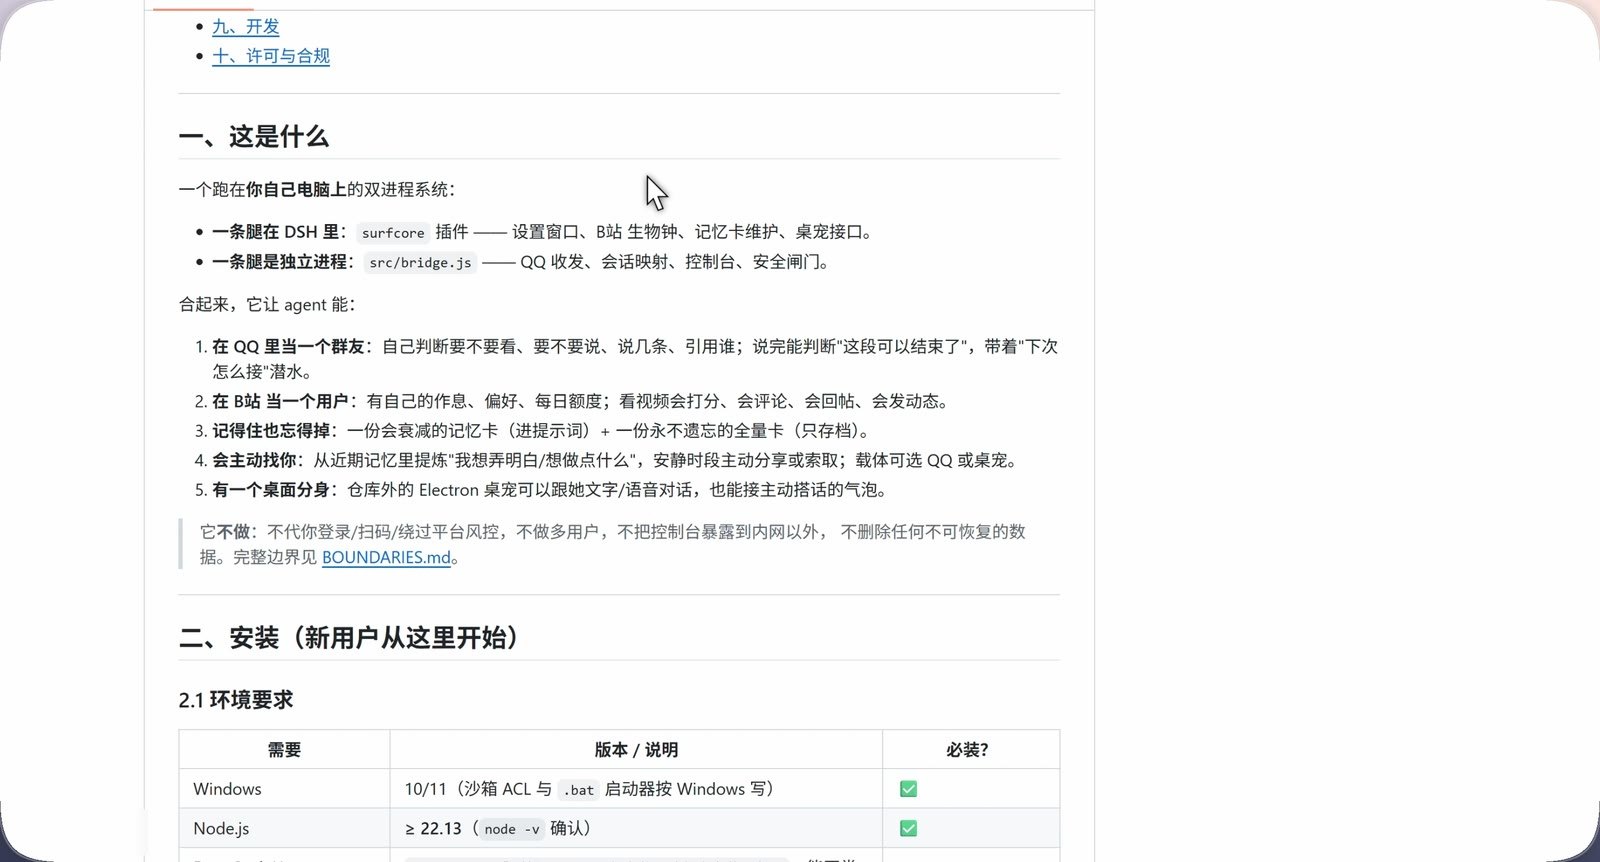 九、开发
十、许可与合规
一、这是什么
一个跑在你自己电脑上的双进程系统：
一条腿在 DSH 里： surfcore 插件 —— 设置窗口、B站 生物钟、记忆卡维护、桌宠接口。
一条腿是独立进程： src/bridge.js —— QQ 收发、会话映射、控制台、安全闸门。
合起来，它让 agent 能：
1. 在 QQ 里当一个群友：自己判断要不要看、要不要说、说几条、引用谁；说完能判断"这段可以结束了"，带着"下次
怎么接"潜水。
2. 在 B站 当一个用户：有自己的作息、偏好、每日额度；看视频会打分、会评论、会回帖、会发动态。
3. 记得住也忘得掉：一份会衰减的记忆卡（进提示词）+ 一份永不遗忘的全量卡（只存档）。
4. 会主动找你：从近期记忆里提炼"我想弄明白/想做点什么"，安静时段主动分享或索取；载体可选 QQ 或桌宠。
5. 有一个桌面分身：仓库外的 Electron 桌宠可以跟她文字/语音对话，也能接主动搭话的气泡。
它不做：不代你登录/扫码/绕过平台风控，不做多用户，不把控制台暴露到内网以外， 不删除任何不可恢复的数
据。完整边界见 BOUNDARIES.md。
二、安装（新用户从这里开始）
2.1 环境要求
需要 版本 / 说明 必装？
Windows 10/11（沙箱 ACL 与 .bat 启动器按 Windows 写） ✅
Node.js ≥ 22.13（node -v 确认） ✅